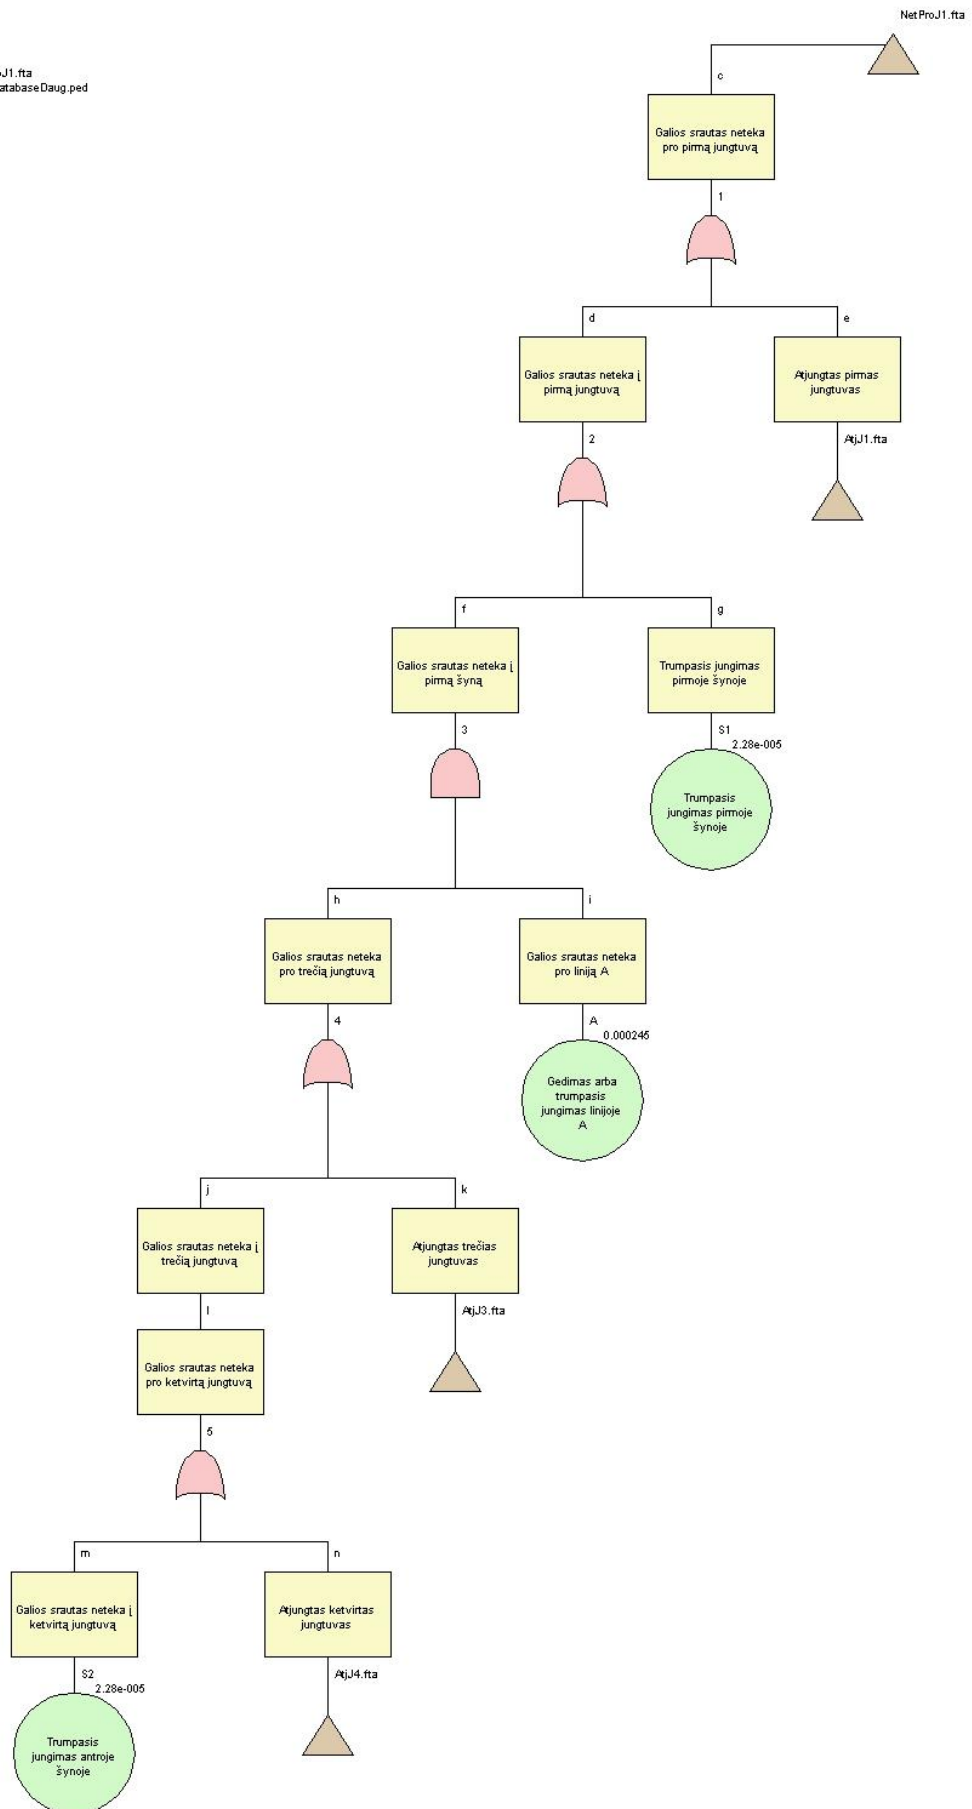 NetProJ1.fta
J1.fta
atabaseDaug.ped
c
Galios srautas neteka
pro pirmą jungtuvą
1
d
e
Galios srautas neteka į
pirmą jungtuvą
Atjungtas pirmas
jungtuvas
2
AtjJ1.fta
f
g
Galios srautas neteka į
pirmą šyną
Trumpasis jungimas
pirmoje šynoje
3
S1
2.28e-005
Trumpasis
jungimas pirmoje
šynoje
h
i
Galios srautas neteka
pro trečią jungtuvą
Galios srautas neteka
pro liniją A
4
A
0.000245
Gedimas arba
trumpasis
jungimas linijoje
A
j
k
Galios srautas neteka į
trečią jungtuvą
Atjungtas trečias
jungtuvas
l
AtjJ3.fta
Galios srautas neteka
pro ketvirtą jungtuvą
5
m
n
Galios srautas neteka į
ketvirtą jungtuvą
Atjungtas ketvirtas
jungtuvas
S2
2.28e-005
AtjJ4.fta
Trumpasis
jungimas antroje
šynoje